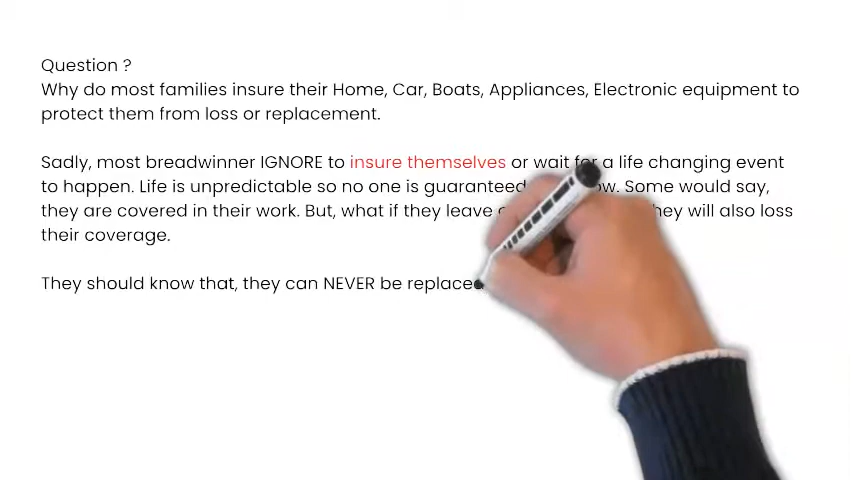 Question ?
Why do most families insure their Home, Car, Boats, Appliances, Electronic equipment to
protect them from loss or replacement.
Sadly, most breadwinner IGNORE to insure themselves or wait for a life changing event
to happen. Life is unpredictable so no one is guaranteed Some would say,
they are covered in their work. But, what if they leave will also loss
their coverage.
They should know that, they can NEVER be replaced